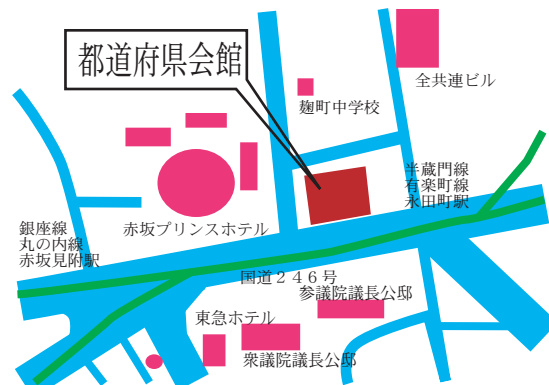 都道府県会館
全共連ビル
麹町中学校
半蔵門線
有楽町線
永田町駅
赤坂プリンスホテル
銀座線
丸の内線
赤坂見附駅
国道２４６号
参議院議長公邸
東急ホテル
衆議院議長公邸